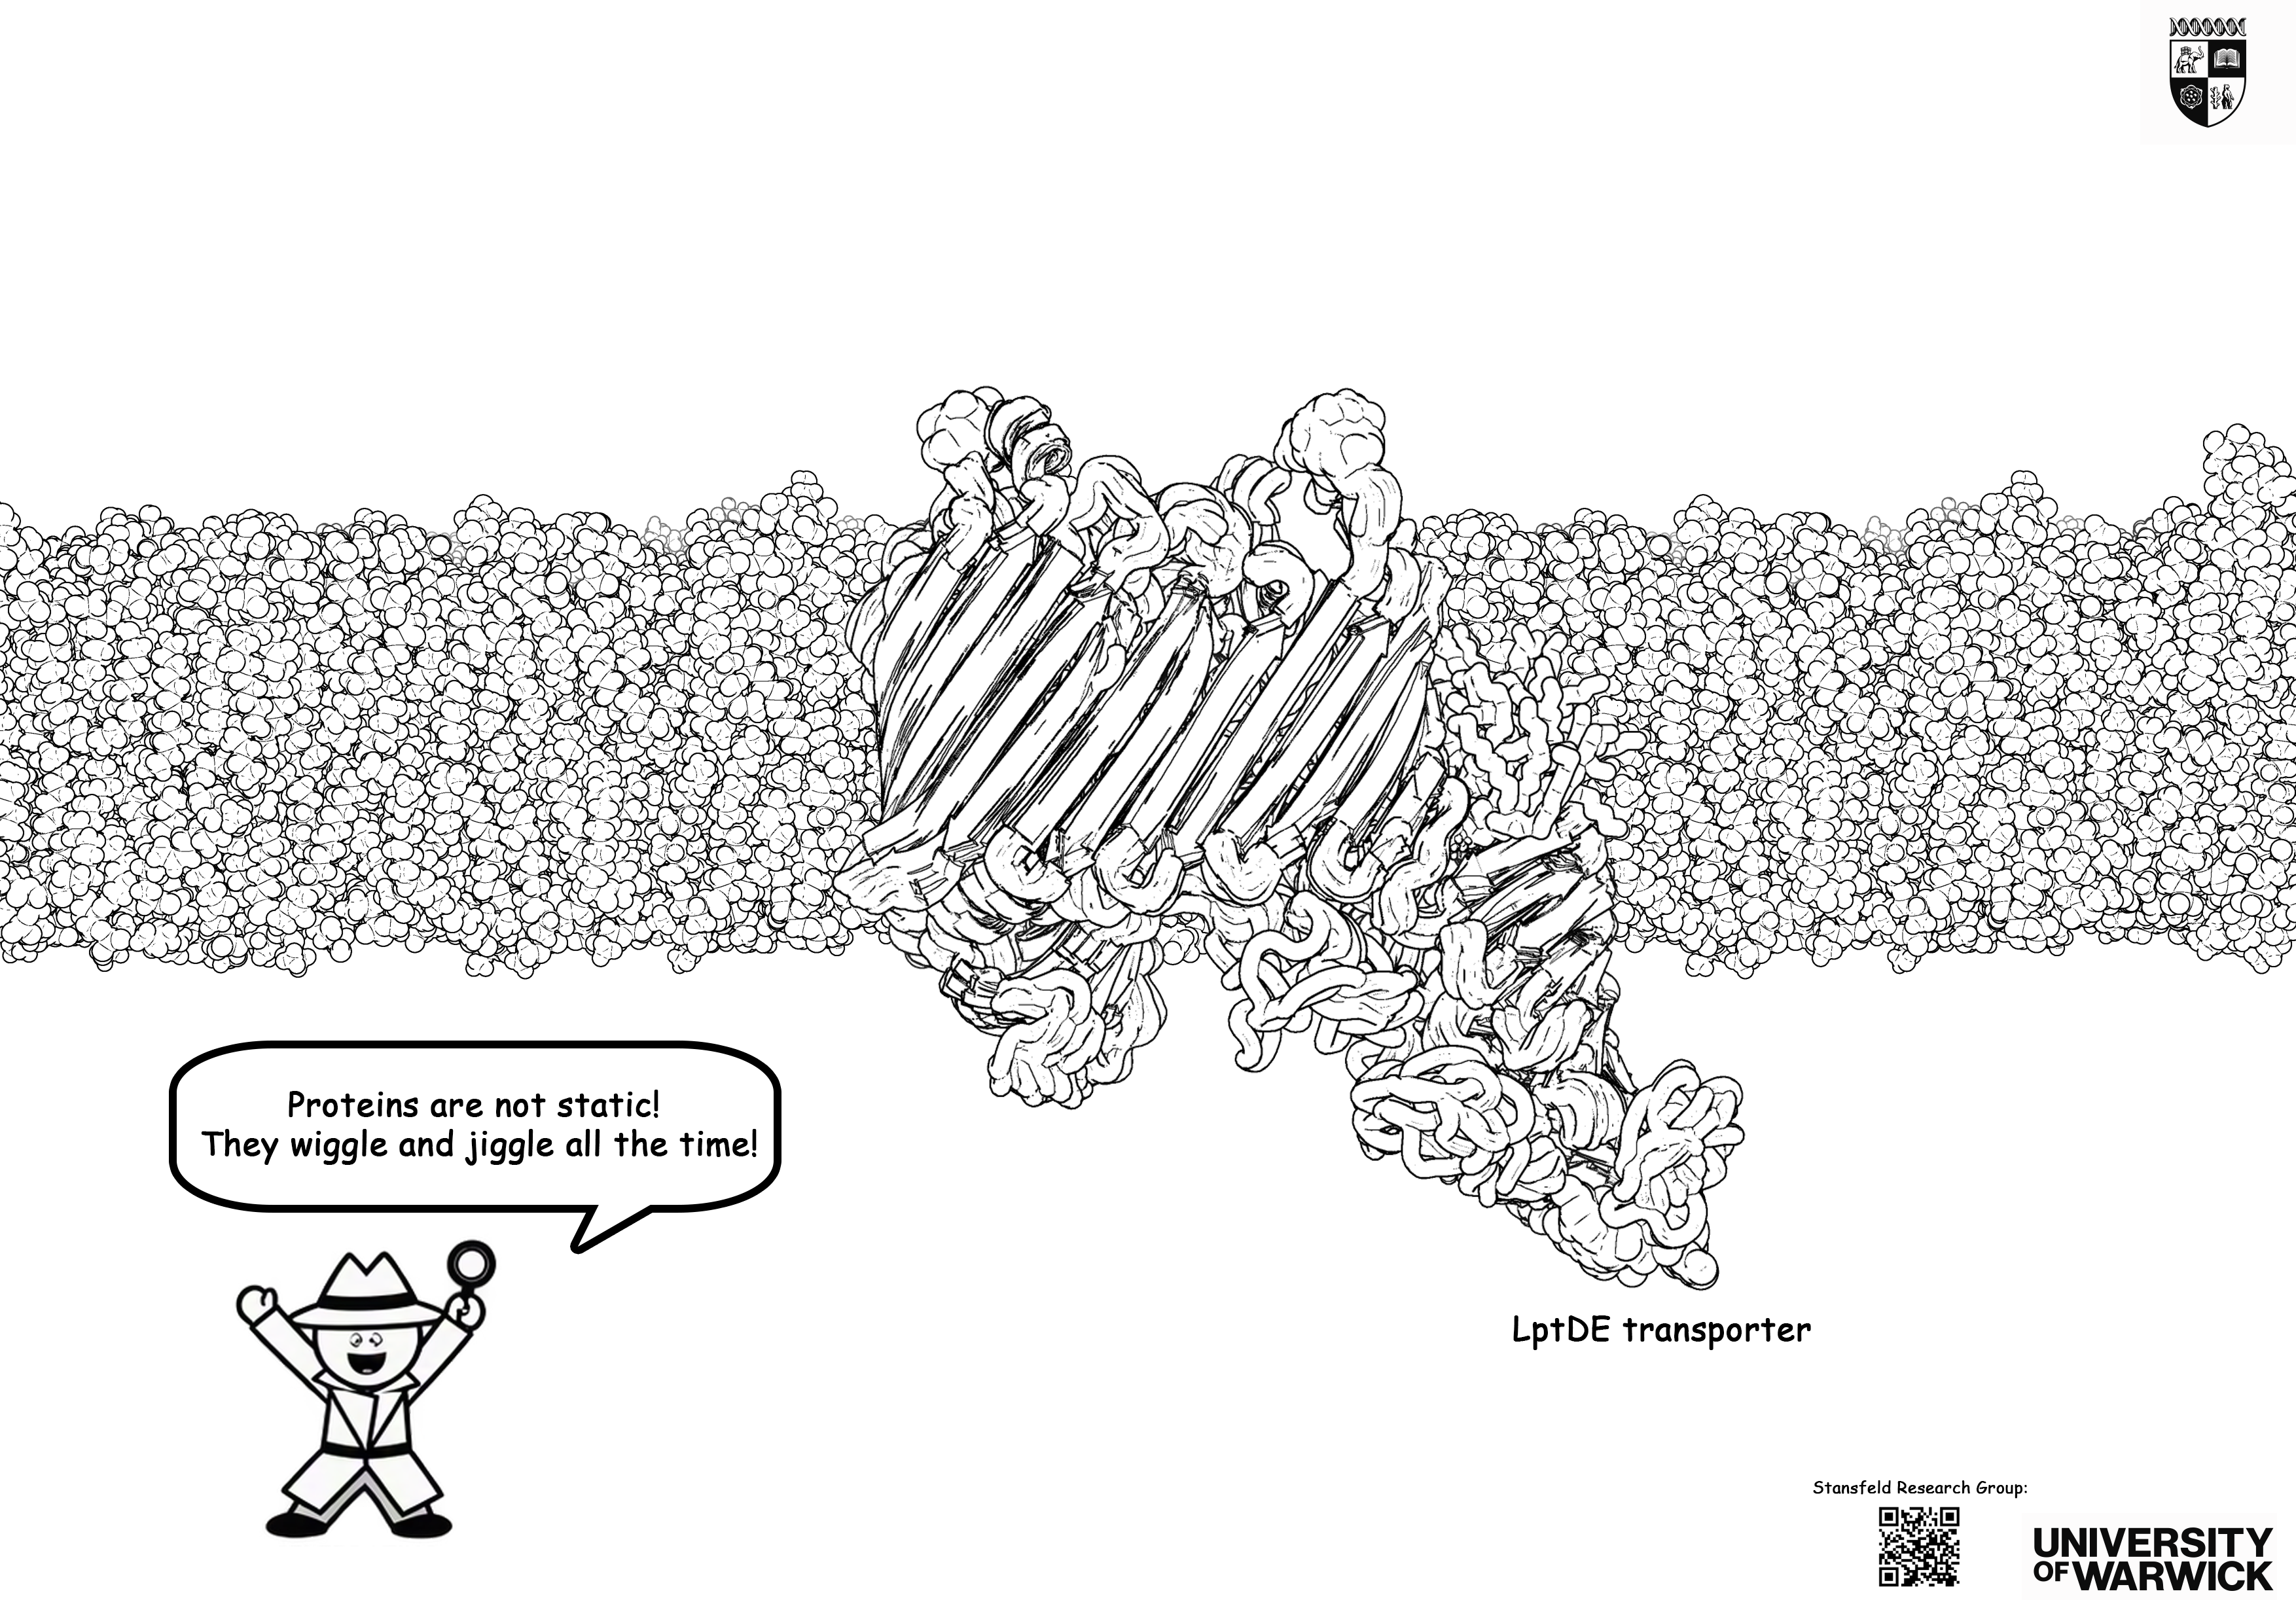 Proteins are not static!
They wiggle and jiggle all the time!
LptDE transporter
Stansfeld Research Group:
UNIVERSITY
OF WARWICK